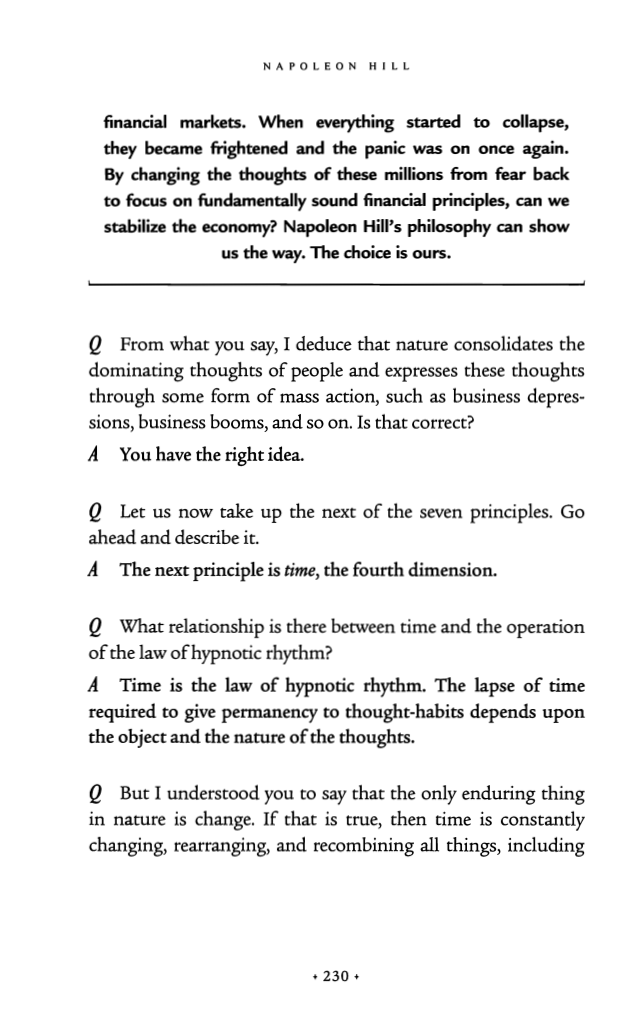 NAPOLEON HILL
financial markets. When everything started to collapse,
they became frightened and the panic was on once again.
By changing the thoughts of these millions from fear back
to focus on fundamentally sound financial principles, can we
stabilize the economy? Napoleon Hill's philosophy can show
us the way. The choice is ours.
Q From what you say, I deduce that nature consolidates the
dominating thoughts of people and expresses these thoughts
through some form of mass action, such as business depres-
sions, business booms, and so on. Is that correct?
A You have the right idea.
Q Let us now take up the next of the seven principles. Go
ahead and describe it.
A The next principle is time, the fourth dimension.
Q What relationship is there between time and the operation
of the law of hypnotic rhythm?
A Time is the law of hypnotic rhythm. The lapse of time
required to give permanency to thought-habits depends upon
the object and the nature of the thoughts.
Q But I understood you to say that the only enduring thing
in nature is change. If that is true, then time is constantly
changing, rearranging, and recombining all things, including
• 230 •